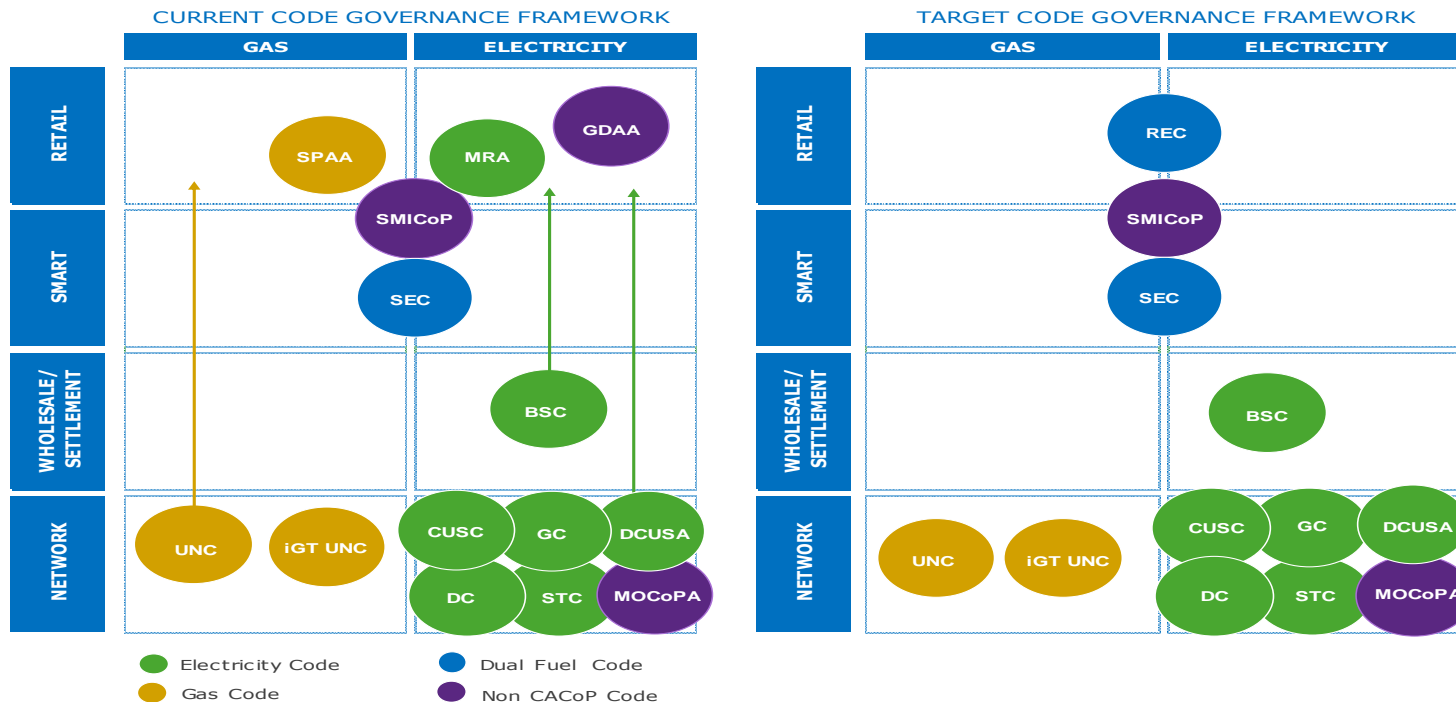 CURRENT CODE GOVERNANCE FRAMEWORK
GAS
ELECTRICITY
RETAIL
SMART
WHOLESALE/
SETTLEMENT
NETWORK
SPAA
MRA
GDAA
SMICoP
SEC
BSC
UNC
iGT UNC
CUSC
GC
DCUSA
DC
STC
MOCoPA
Electricity Code
Dual Fuel Code
Gas Code
Non CACoP Code
TARGET CODE GOVERNANCE FRAMEWORK
GAS
ELECTRICITY
RETAIL
SMART
WHOLESALE/
SETTLEMENT
NETWORK
REC
SMICoP
SEC
BSC
UNC
iGT UNC
CUSC
GC
DCUSA
DC
STC
MOCoPA